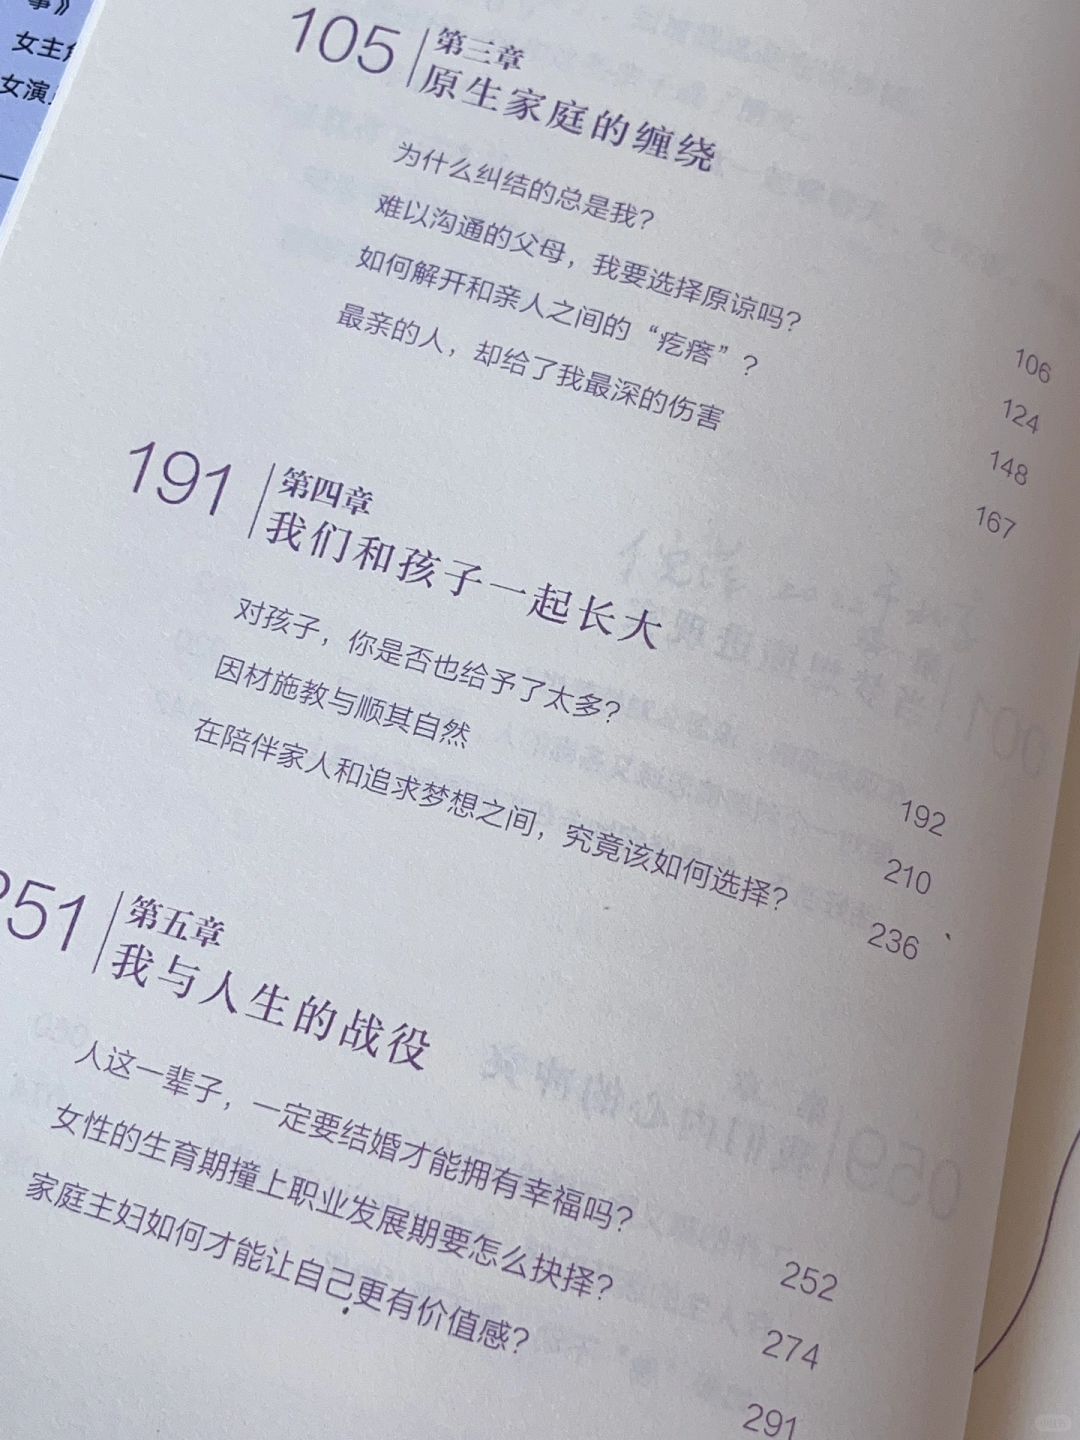 事》
女主角
女演
105
第三章
原生家庭的缠绕
为什么纠结的总是我？ 106
难以沟通的父母，我要选择原谅吗？ 124
如何解开和亲人之间的“疙瘩”？ 148
最亲的人，却给了我最深的伤害 167
191
第四章
我们和孩子一起长大
对孩子，你是否也给予了太多？ 192
因材施教与顺其自然 210
在陪伴家人和追求梦想之间，究竟该如何选择？ 236
251
第五章
我与人生的战役
人这一辈子，一定要结婚才能拥有幸福吗？ 252
女性的生育期撞上职业发展期要怎么抉择？ 274
家庭主妇如何才能让自己更有价值感？ 291